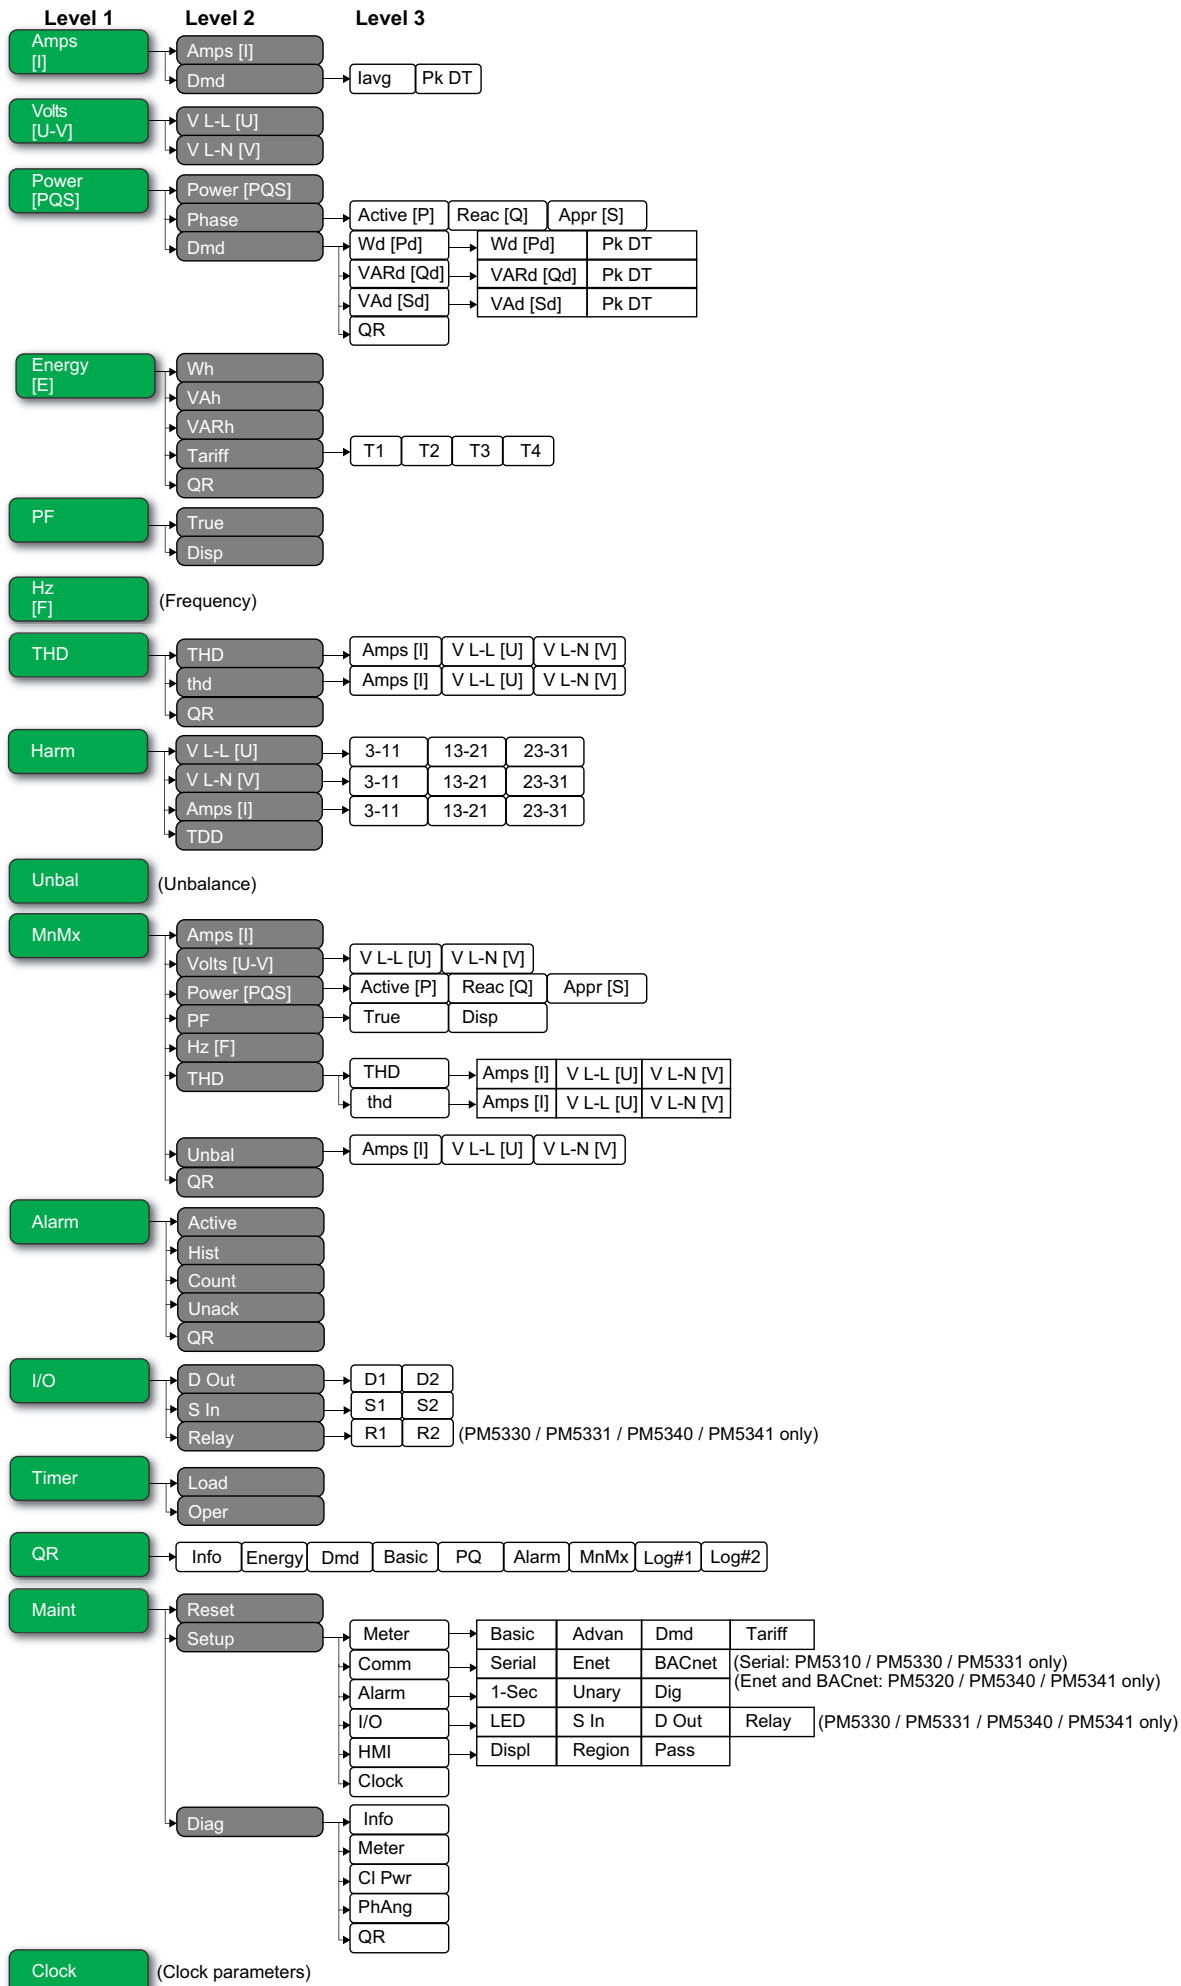 Level 1 Level 2 Level 3
Amps
[I]
Amps [I]
Dmd Iavg Pk DT
Volts
[U-V]
V L-L [U]
V L-N [V]
Power
[PQS]
Power [PQS]
Phase Active [P] Reac [Q] Appr [S]
Dmd Wd [Pd] Wd [Pd] Pk DT
VARd [Qd] VARd [Qd] Pk DT
VAd [Sd] VAd [Sd] Pk DT
QR
Energy
[E]
Wh
VAh
VARh
Tariff T1 T2 T3 T4
QR
PF
True
Disp
Hz
[F]
(Frequency)
THD THD Amps [I] V L-L [U] V L-N [V]
thd Amps [I] V L-L [U] V L-N [V]
QR
Harm V L-L [U] 3-11 13-21 23-31
V L-N [V] 3-11 13-21 23-31
Amps [I] 3-11 13-21 23-31
TDD
Unbal (Unbalance)
MnMx Amps [I]
Volts [U-V] V L-L [U] V L-N [V]
Power [PQS] Active [P] Reac [Q] Appr [S]
PF True Disp
Hz [F]
THD THD Amps [I] V L-L [U] V L-N [V]
thd Amps [I] V L-L [U] V L-N [V]
Unbal Amps [I] V L-L [U] V L-N [V]
QR
Alarm Active
Hist
Count
Unack
QR
I/O D Out D1 D2
S In S1 S2
Relay R1 R2 (PM5330 / PM5331 / PM5340 / PM5341 only)
Timer Load
Oper
QR Info Energy Dmd Basic PQ Alarm MnMx Log#1 Log#2
Maint Reset
Setup Meter Basic Advan Dmd Tariff
Comm Serial Enet BACnet (Serial: PM5310 / PM5330 / PM5331 only)
(Enet and BACnet: PM5320 / PM5340 / PM5341 only)
Alarm 1-Sec Unary Dig
I/O LED S In D Out Relay (PM5330 / PM5331 / PM5340 / PM5341 only)
HMI Displ Region Pass
Clock
Diag Info
Meter
Cl Pwr
PhAng
QR
Clock (Clock parameters)